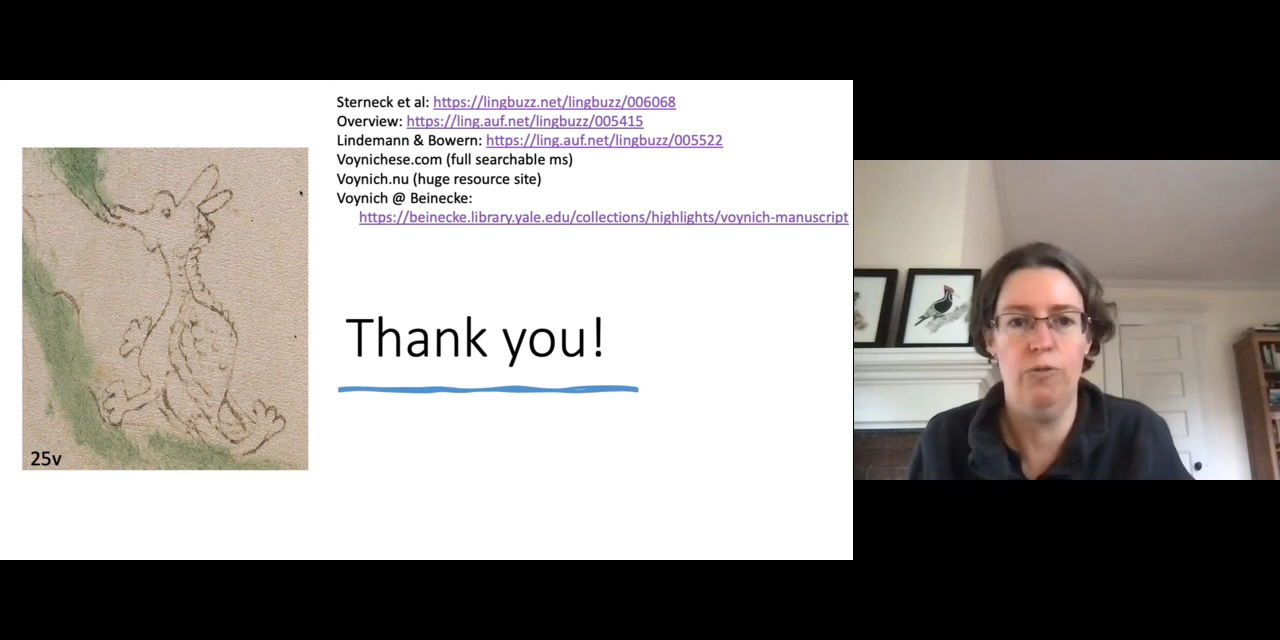 Sterneck et al: https://lingbuzz.net/lingbuzz/006068
Overview: https://ling.auf.net/lingbuzz/005415
Lindemann & Bowern: https://ling.auf.net/lingbuzz/005522
Voynichese.com (full searchable ms)
Voynich.nu (huge resource site)
Voynich @ Beinecke:
https://beinecke.library.yale.edu/collections/highlights/voynich-manuscript
Thank you!
25v